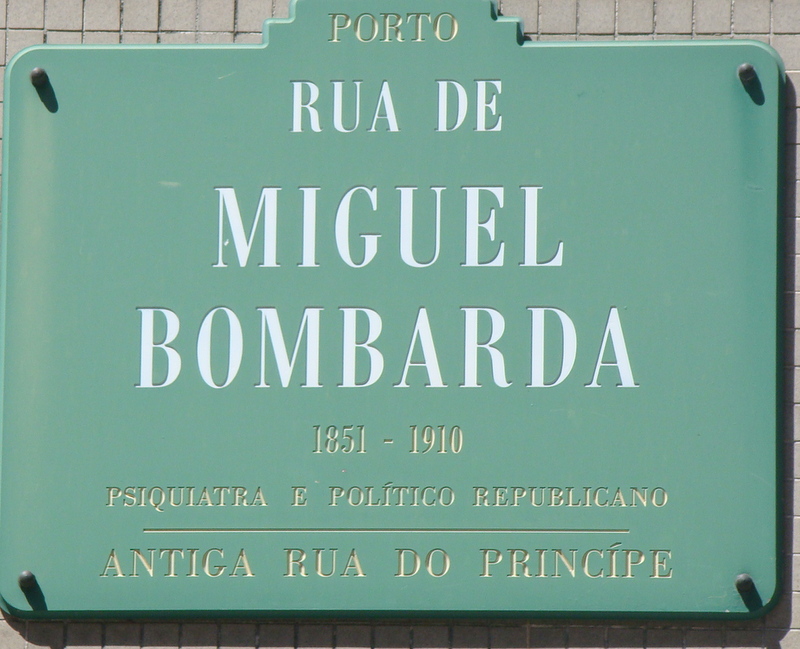 PORTO
RUA DE
MIGUEL
BOMBARDA
1851 - 1910
PSIQUIATRA E POLÍTICO REPUBLICANO
ANTIGA RUA DO PRINCÍPE